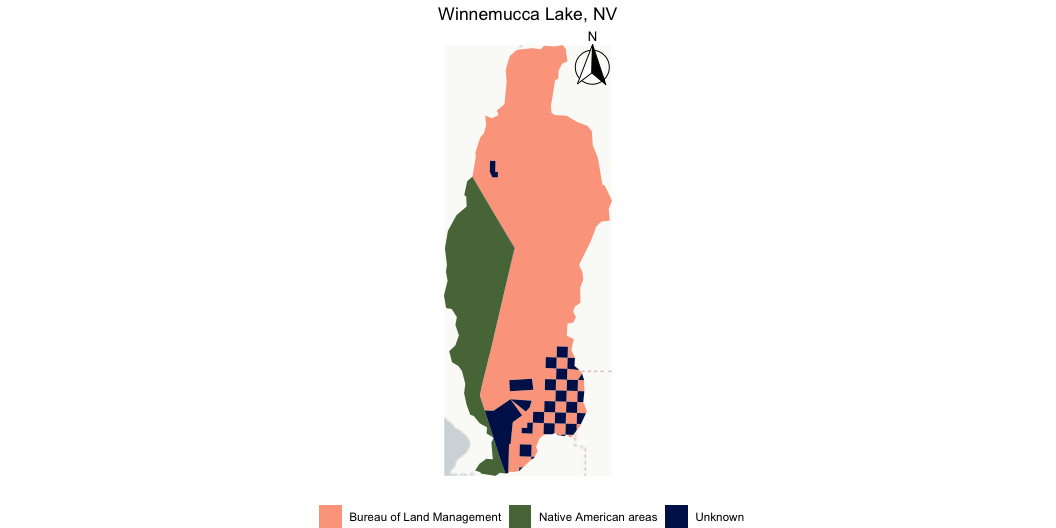 Winnemucca Lake, NV
N
Bureau of Land Management
Native American areas
Unknown